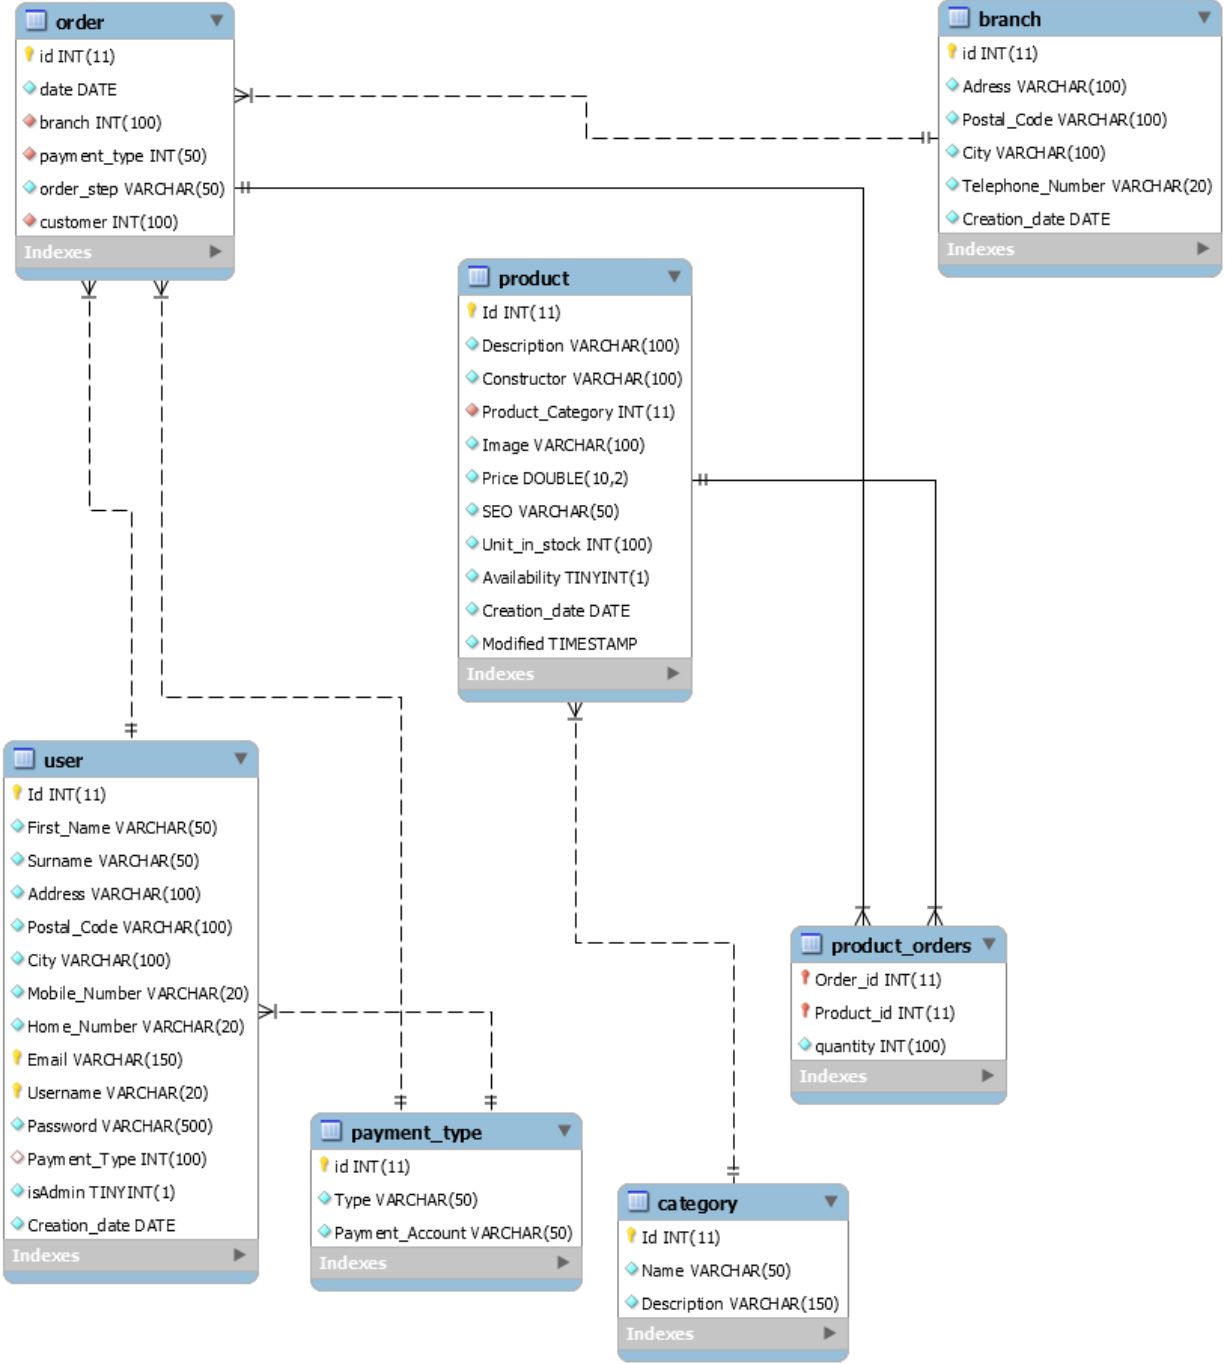 order
id INT(11)
date DATE
branch INT(100)
payment_type INT(50)
order_step VARCHAR(50)
customer INT(100)
Indexes
branch
id INT(11)
Adress VARCHAR(100)
Postal_Code VARCHAR(100)
City VARCHAR(100)
Telephone_Number VARCHAR(20)
Creation_date DATE
Indexes
product
Id INT(11)
Description VARCHAR(100)
Constructor VARCHAR(100)
Product_Category INT(11)
Image VARCHAR(100)
Price DOUBLE(10,2)
SEO VARCHAR(50)
Unit_in_stock INT(100)
Availability TINYINT(1)
Creation_date DATE
Modified TIMESTAMP
Indexes
user
Id INT(11)
First_Name VARCHAR(50)
Surname VARCHAR(50)
Address VARCHAR(100)
Postal_Code VARCHAR(100)
City VARCHAR(100)
Mobile_Number VARCHAR(20)
Home_Number VARCHAR(20)
Email VARCHAR(150)
Username VARCHAR(20)
Password VARCHAR(500)
Payment_Type INT(100)
isAdmin TINYINT(1)
Creation_date DATE
Indexes
product_orders
Order_id INT(11)
Product_id INT(11)
quantity INT(100)
Indexes
payment_type
id INT(11)
Type VARCHAR(50)
Payment_Account VARCHAR(50)
Indexes
category
Id INT(11)
Name VARCHAR(50)
Description VARCHAR(150)
Indexes